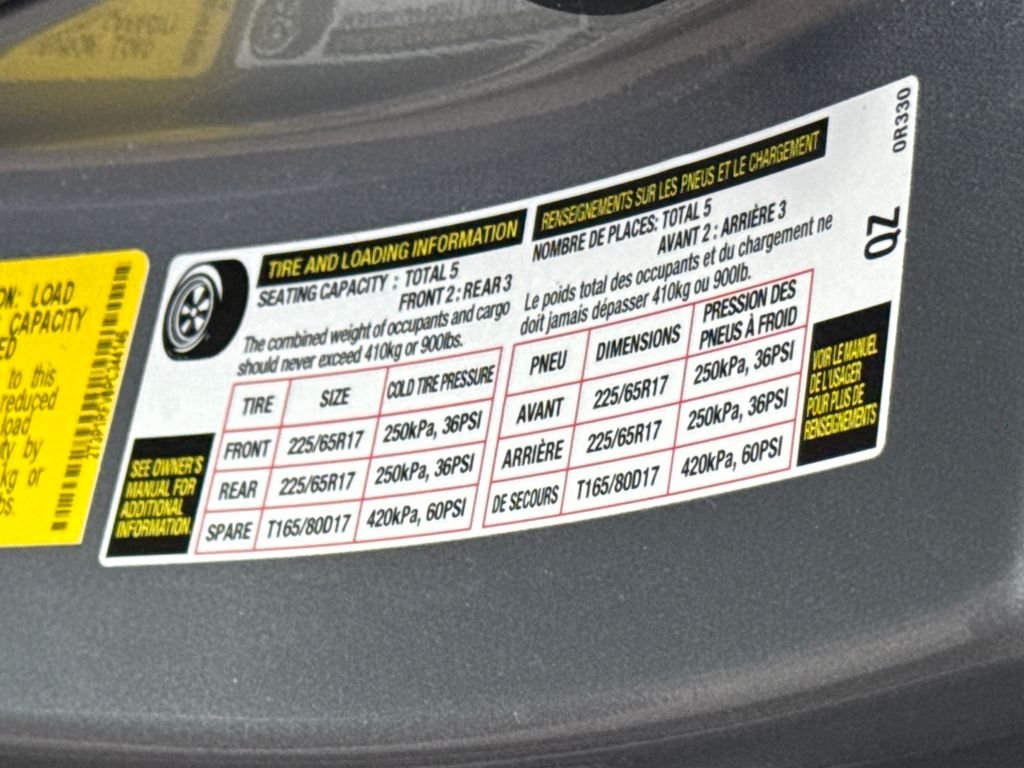 ON: LOAD
CAPACITY
ED
to this
reduced
load
ty by
kg or
TIRE AND LOADING INFORMATION
SEATING CAPACITY : TOTAL 5
FRONT 2 : REAR 3
The combined weight of occupants and cargo
should never exceed 410kg or 900lbs.
TIRE SIZE COLD TIRE PRESSURE
FRONT 225/65R17 250kPa, 36PSI
REAR 225/65R17 250kPa, 36PSI
SPARE T165/80D17 420kPa, 60PSI
SEE OWNER'S
MANUAL FOR
ADDITIONAL
INFORMATION
RENSEIGNEMENTS SUR LES PNEUS ET LE CHARGEMENT
NOMBRE DE PLACES: TOTAL 5
AVANT 2 : ARRIÈRE 3
Le poids total des occupants et du chargement ne
doit jamais dépasser 410kg ou 900lb.
PNEU DIMENSIONS PRESSION DES
PNEUS À FROID
AVANT 225/65R17 250kPa, 36PSI
ARRIÈRE 225/65R17 250kPa, 36PSI
DE SECOURS T165/80D17 420kPa, 60PSI
VOIR LE MANUEL
DE L'USAGER
POUR PLUS DE
RENSEIGNEMENTS
QZ
0R330